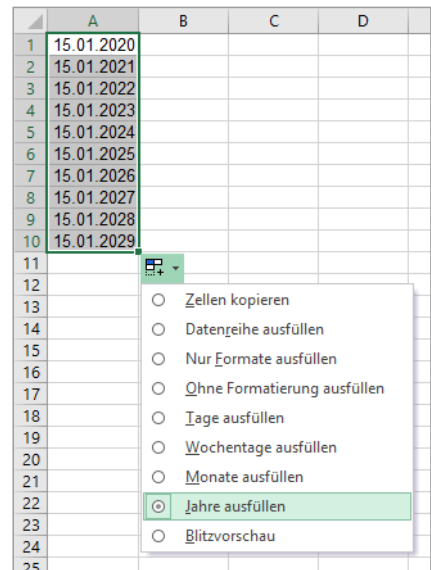 A B C D
1 15.01.2020
2 15.01.2021
3 15.01.2022
4 15.01.2023
5 15.01.2024
6 15.01.2025
7 15.01.2026
8 15.01.2027
9 15.01.2028
10 15.01.2029
11
12
13
14
15
16
17
18
19
20
21
22
23
24
25
Zellen kopieren
Datenreihe ausfüllen
Nur Formate ausfüllen
Ohne Formatierung ausfüllen
Tage ausfüllen
Wochentage ausfüllen
Monate ausfüllen
Jahre ausfüllen
Blitzvorschau